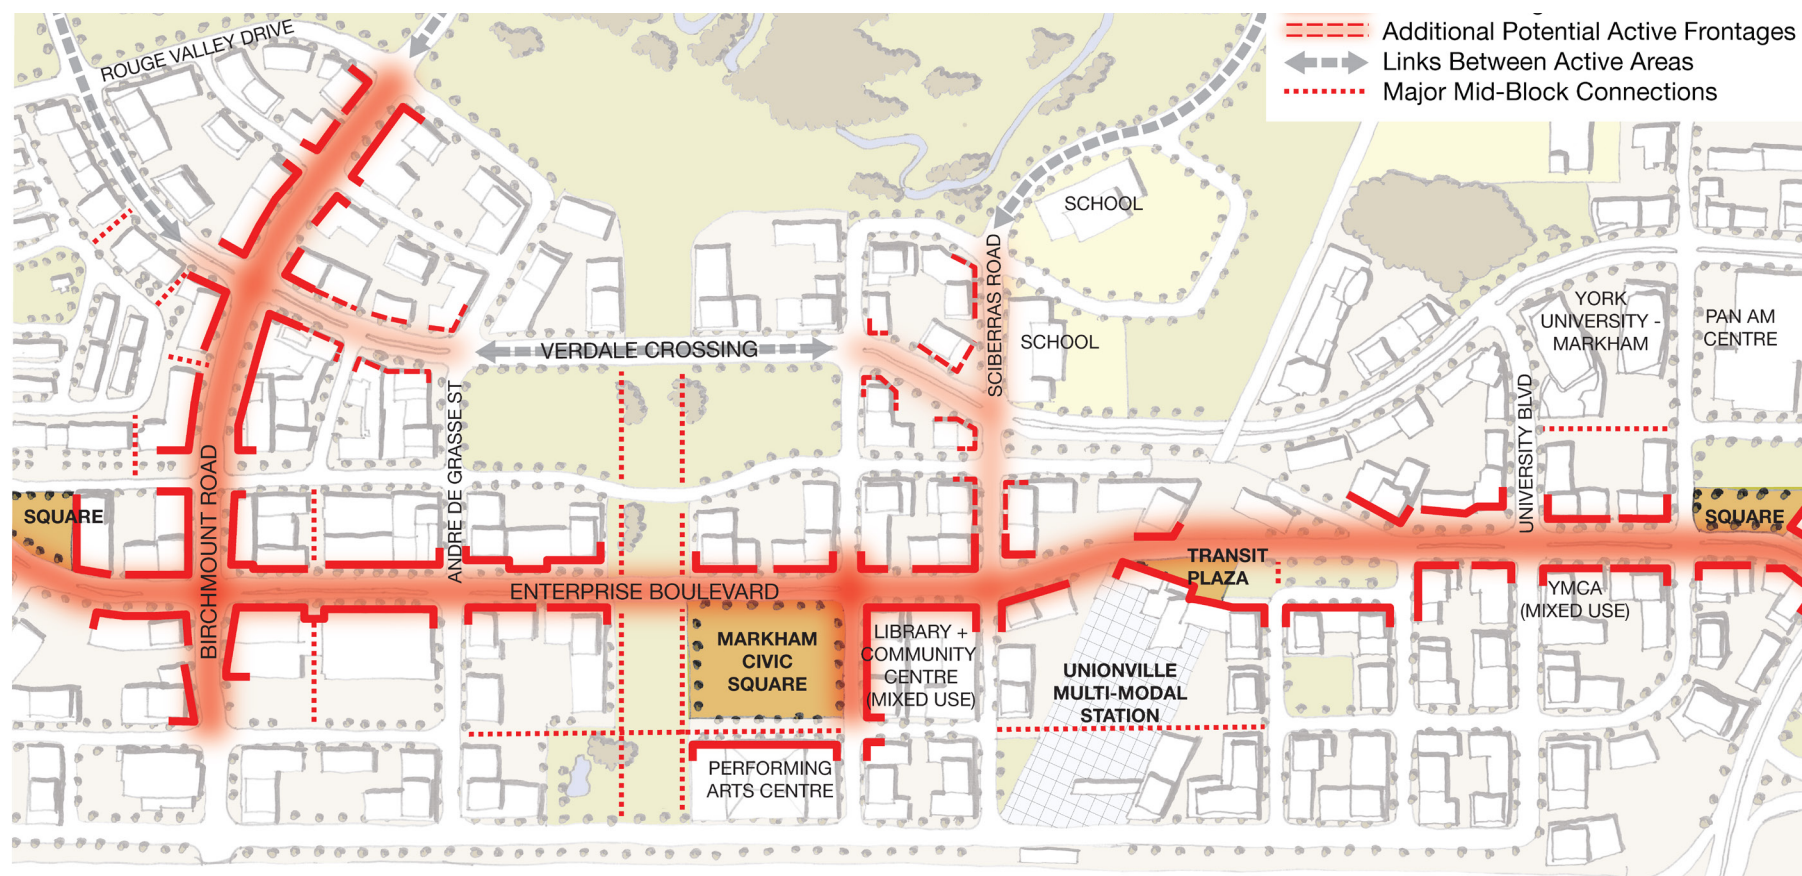 Additional Potential Active Frontages
Links Between Active Areas
Major Mid-Block Connections
ROUGE VALLEY DRIVE
SCHOOL
SCIBERRAS ROAD
SCHOOL
YORK
UNIVERSITY -
MARKHAM
PAN AM
CENTRE
VERDALE CROSSING
ANDRE DE GRASSE ST
UNIVERSITY BLVD
BIRCHMOUNT ROAD
SQUARE
SQUARE
TRANSIT
PLAZA
ENTERPRISE BOULEVARD
YMCA
(MIXED USE)
MARKHAM
CIVIC
SQUARE
LIBRARY +
COMMUNITY
CENTRE
(MIXED USE)
UNIONVILLE
MULTI-MODAL
STATION
PERFORMING
ARTS CENTRE